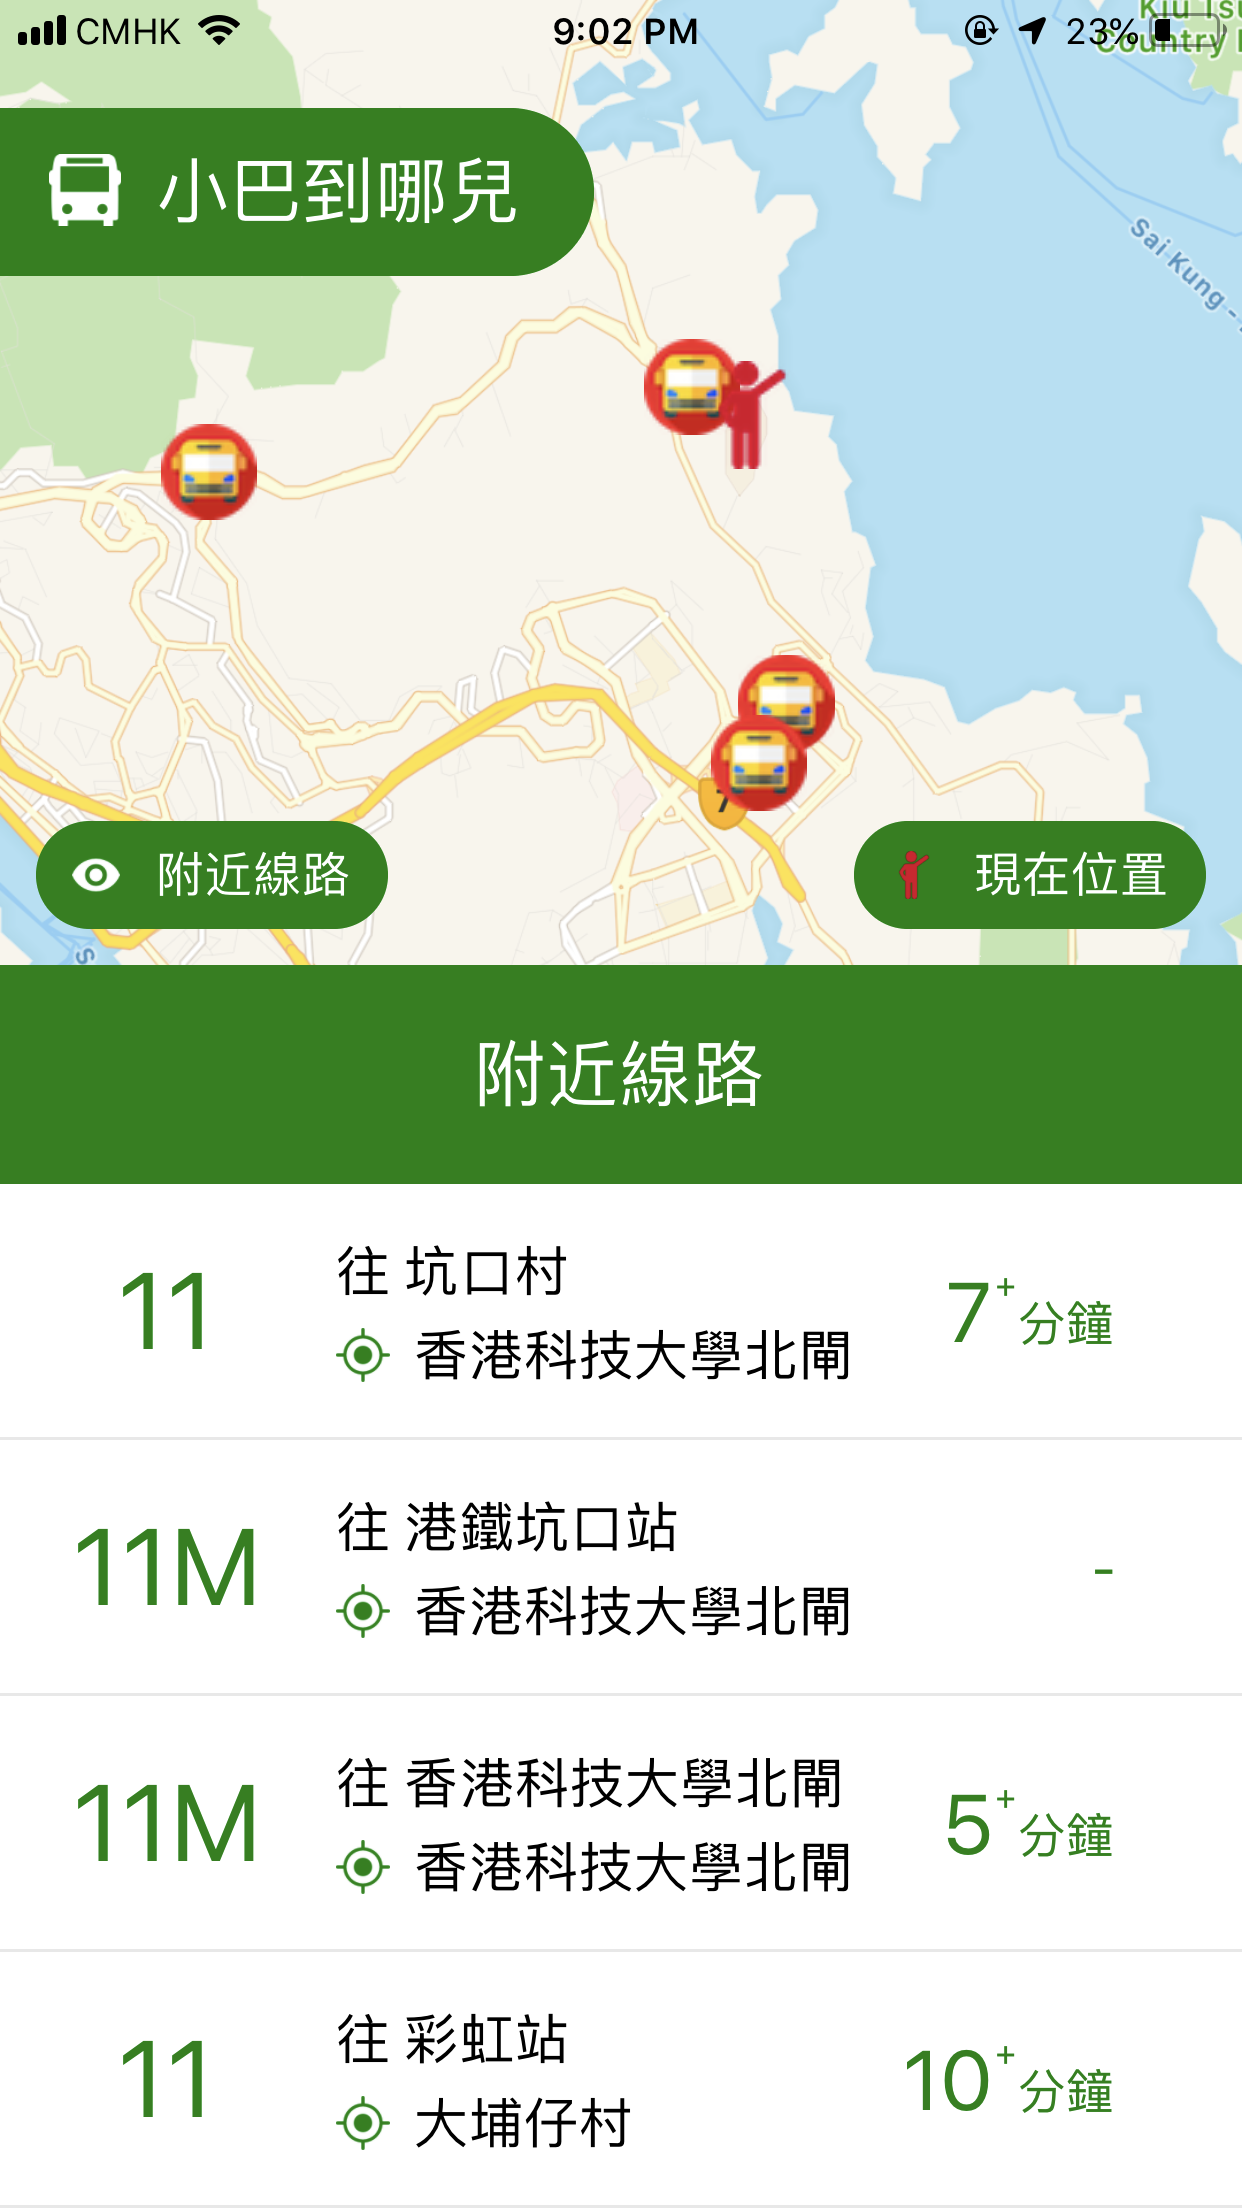 CMHK
9:02 PM
23%
Kiu Tsu
Country
小巴到哪兒
Sai Kung -
7
附近線路
現在位置
S
附近線路
11
往 坑口村
香港科技大學北閘
7+分鐘
11M
往 港鐵坑口站
香港科技大學北閘
-
11M
往 香港科技大學北閘
香港科技大學北閘
5+分鐘
11
往 彩虹站
大埔仔村
10+分鐘